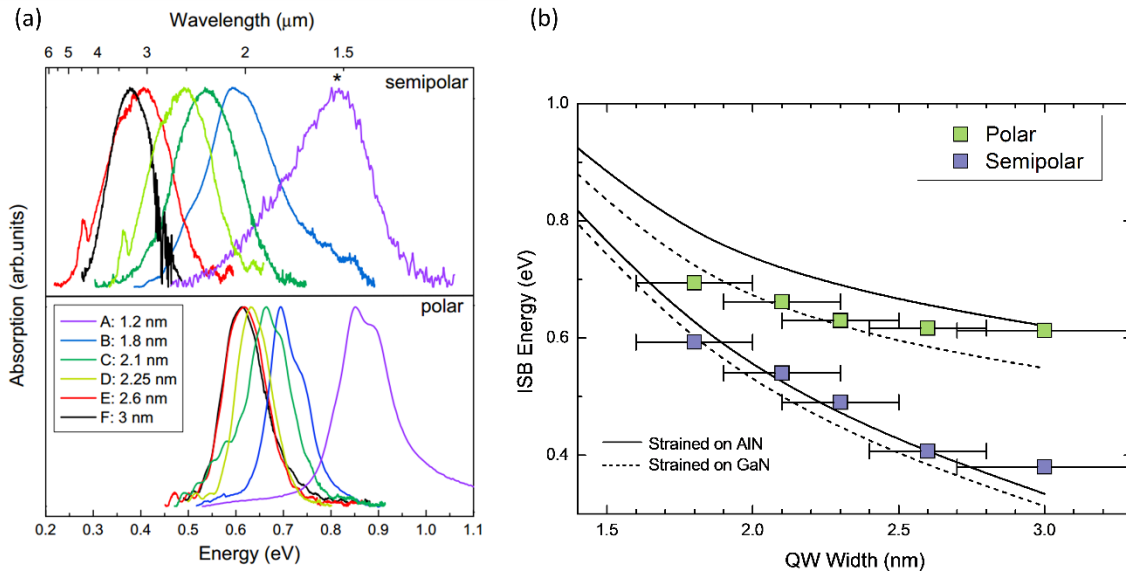 (a)
Wavelength (μm)
6 5 4 3 2 1.5
*
semipolar
polar
Absorption (arb.units)
A: 1.2 nm
B: 1.8 nm
C: 2.1 nm
D: 2.25 nm
E: 2.6 nm
F: 3 nm
0.2 0.3 0.4 0.5 0.6 0.7 0.8 0.9 1.0 1.1
Energy (eV)
(b)
1.0
0.8
0.6
0.4
ISB Energy (eV)
Polar
Semipolar
Strained on AlN
Strained on GaN
1.5 2.0 2.5 3.0
QW Width (nm)